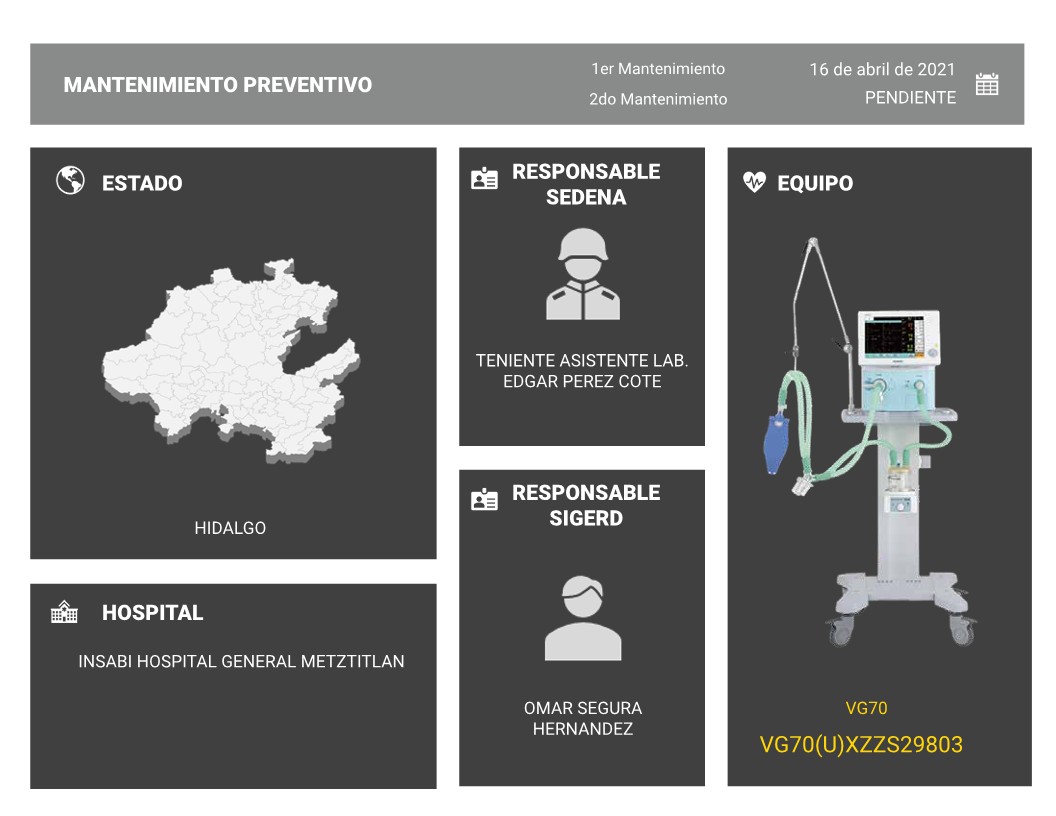 MANTENIMIENTO PREVENTIVO
1er Mantenimiento
16 de abril de 2021
2do Mantenimiento
PENDIENTE
ESTADO
HIDALGO
HOSPITAL
INSABI HOSPITAL GENERAL METZTITLAN
RESPONSABLE
SEDENA
TENIENTE ASISTENTE LAB.
EDGAR PEREZ COTE
RESPONSABLE
SIGERD
OMAR SEGURA
HERNANDEZ
EQUIPO
VG70
VG70(U)XZZS29803